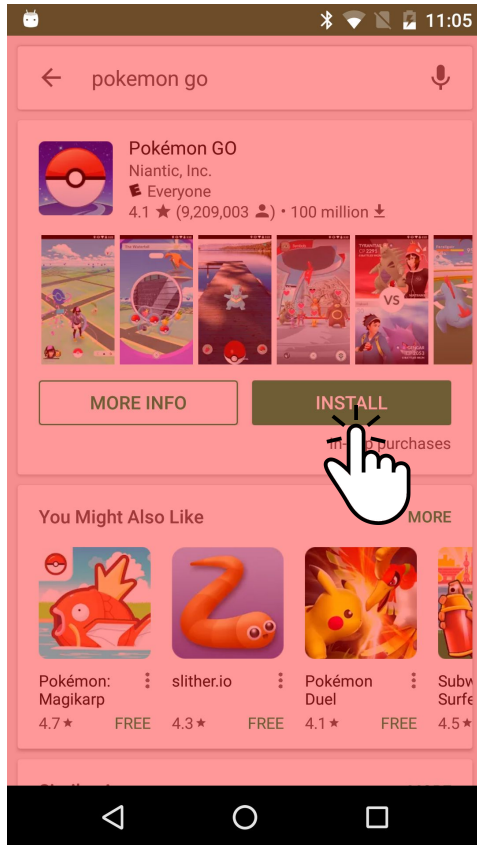 11:05
pokemon go
Pokémon GO
Niantic, Inc.
E Everyone
4.1 ★ (9,209,003 ) • 100 million
VS
MORE INFO
INSTALL
purchases
You Might Also Like
MORE
Pokémon: Magikarp
4.7★ FREE
slither.io
4.3★ FREE
Pokémon Duel
4.1★ FREE
Subw
Surfe
4.5★